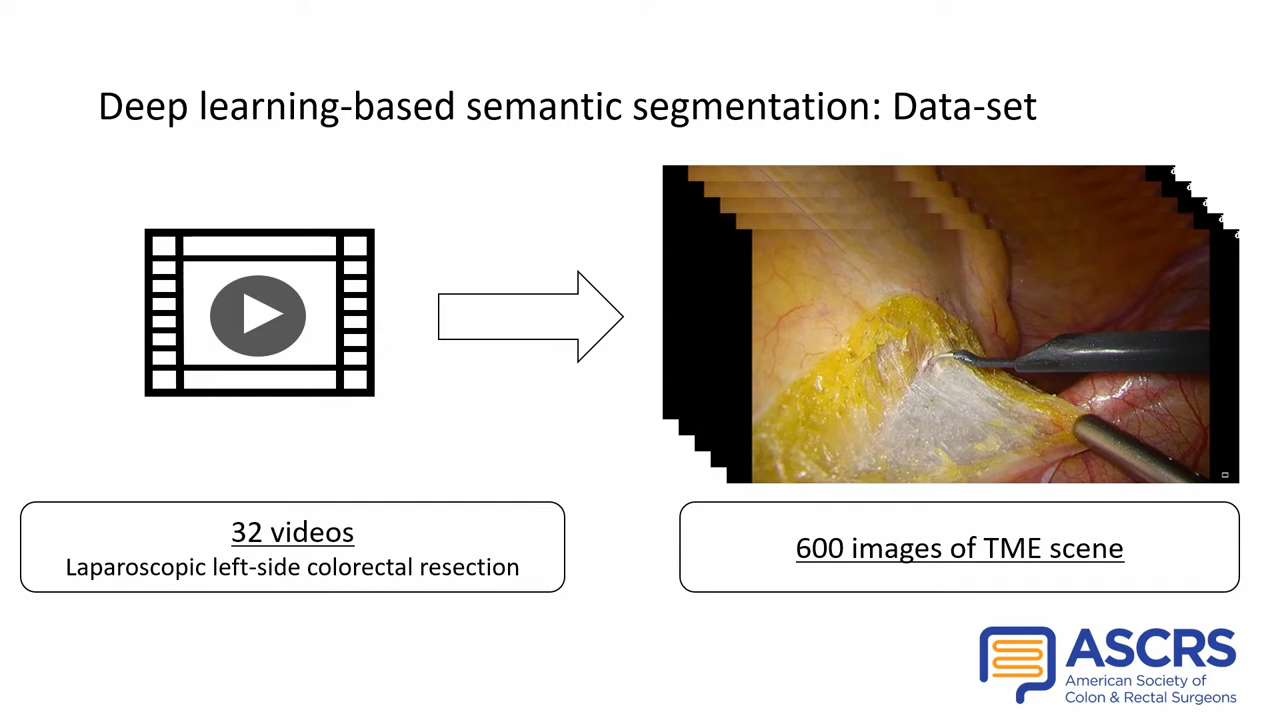 Deep learning-based semantic segmentation: Data-set
32 videos
Laparoscopic left-side colorectal resection
600 images of TME scene
ASCRS
American Society of
Colon & Rectal Surgeons